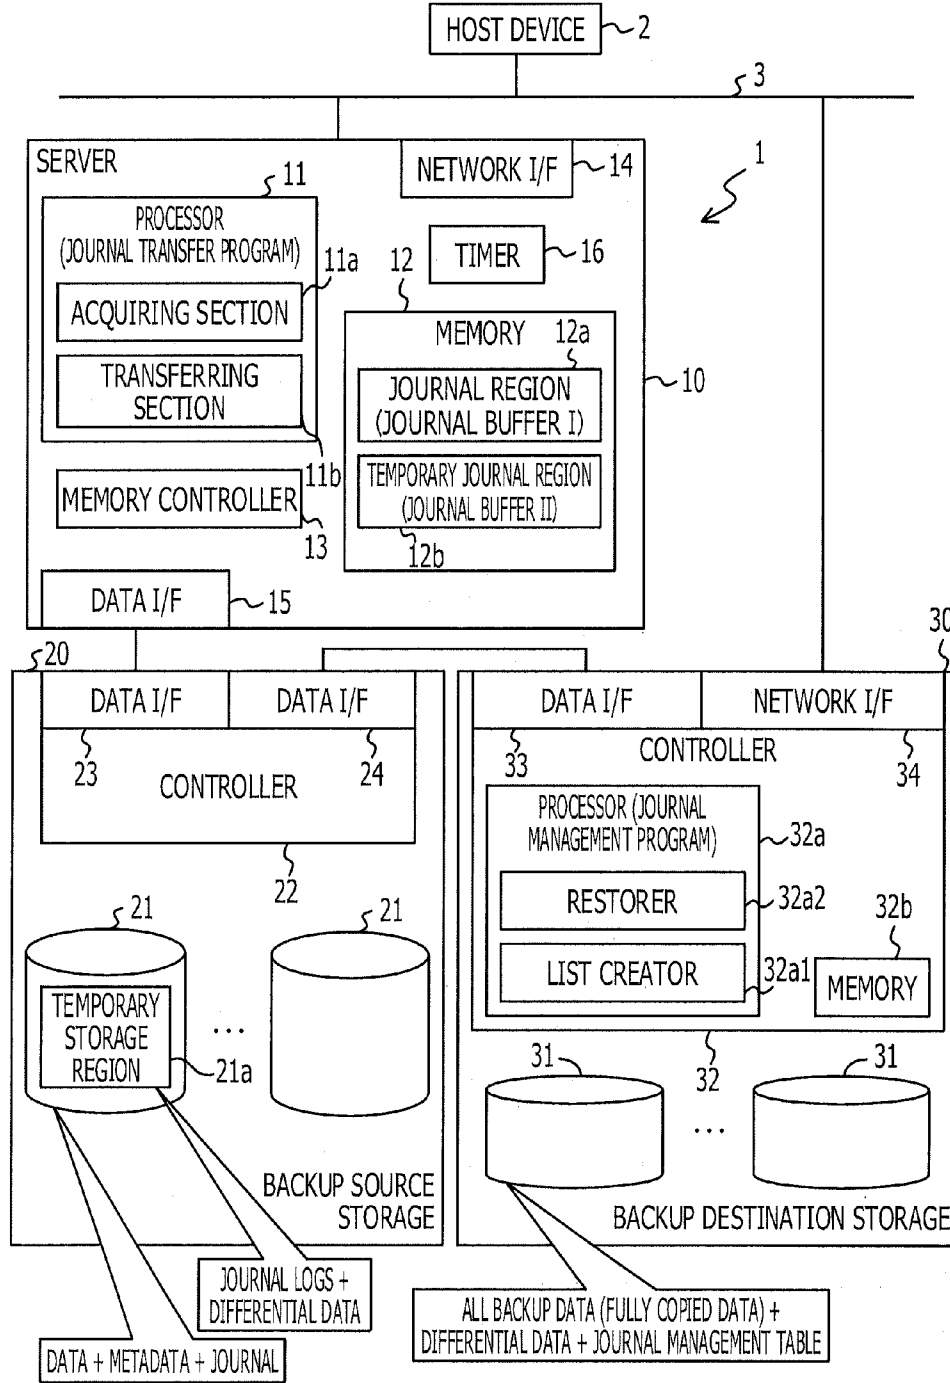 HOST DEVICE
2
3
SERVER
NETWORK I/F
14
1
11
PROCESSOR
(JOURNAL TRANSFER PROGRAM)
11a
ACQUIRING SECTION
TRANSFERRING
SECTION
11b
TIMER
16
12
MEMORY
12a
JOURNAL REGION
(JOURNAL BUFFER I)
TEMPORARY JOURNAL REGION
(JOURNAL BUFFER II)
12b
10
MEMORY CONTROLLER
13
DATA I/F
15
20
DATA I/F
DATA I/F
23
24
CONTROLLER
22
21
21
TEMPORARY
STORAGE
REGION
21a
...
BACKUP SOURCE
STORAGE
30
DATA I/F
NETWORK I/F
33
CONTROLLER
34
PROCESSOR (JOURNAL
MANAGEMENT PROGRAM)
32a
RESTORER
32a2
LIST CREATOR
32a1
32b
MEMORY
32
31
31
...
BACKUP DESTINATION STORAGE
JOURNAL LOGS +
DIFFERENTIAL DATA
DATA + METADATA + JOURNAL
ALL BACKUP DATA (FULLY COPIED DATA) +
DIFFERENTIAL DATA + JOURNAL MANAGEMENT TABLE